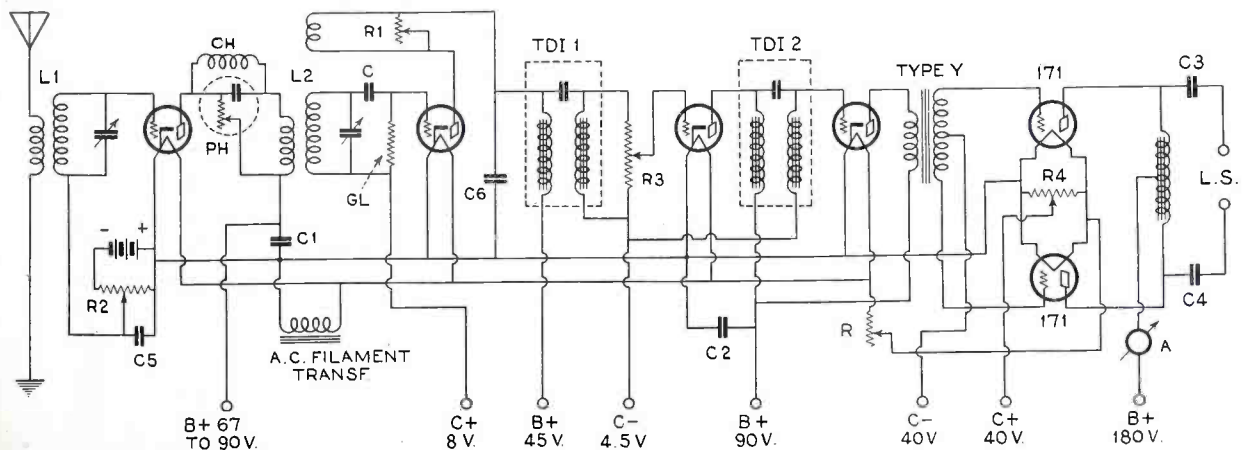 L1
CH
PH
L2
R1
C
GL
C6
TDI 1
R3
TDI 2
TYPE Y
171
R4
171
C3
L.S.
C4
A
- +
R2
C5
C1
A.C. FILAMENT
TRANSF.
C2
R
B+ 67
TO 90 V.
C+
8 V.
B+
45 V.
C-
4.5 V.
B+
90 V.
C-
40 V
C+
40 V.
B+
180 V.